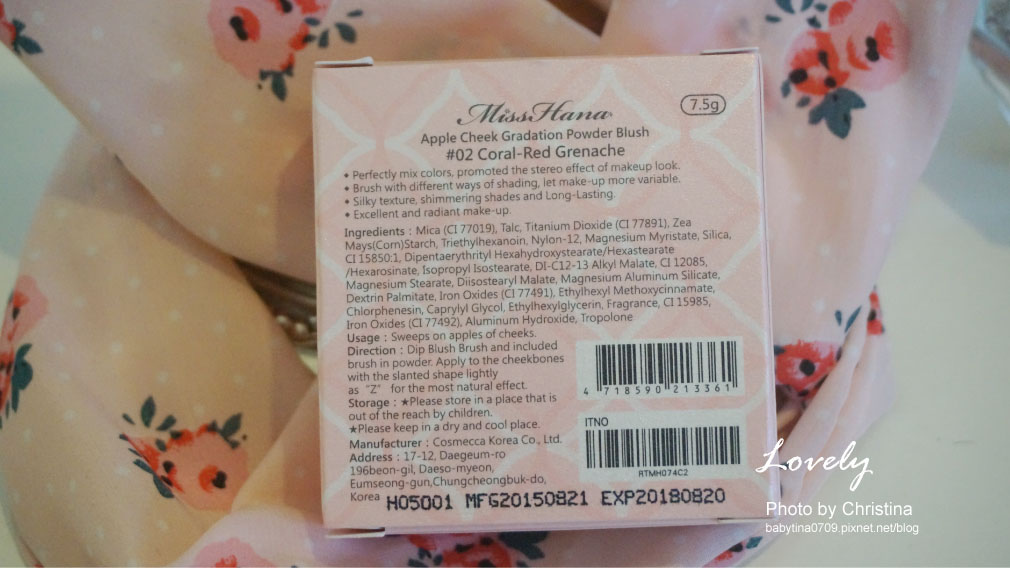 MissHana
7.5g
Apple Cheek Gradation Powder Blush
#02 Coral-Red Grenache
• Perfectly mix colors, promoted the stereo effect of makeup look.
• Brush with different ways of shading, let make-up more variable.
• Silky texture, shimmering shades and Long-Lasting.
• Excellent and radiant make-up.
Ingredients : Mica (CI 77019), Talc, Titanium Dioxide (CI 77891), Zea
Mays(Corn)Starch, Triethylhexanoin, Nylon-12, Magnesium Myristate, Silica,
CI 15850:1, Dipentaerythrityl Hexahydroxystearate/Hexastearate
/Hexarosinate, Isopropyl Isostearate, DI-C12-13 Alkyl Malate, CI 12085,
Magnesium Stearate, Diisostearyl Malate, Magnesium Aluminum Silicate,
Dextrin Palmitate, Iron Oxides (CI 77491), Ethylhexyl Methoxycinnamate,
Chlorphenesin, Caprylyl Glycol, Ethylhexylglycerin, Fragrance, CI 15985,
Iron Oxides (CI 77492), Aluminum Hydroxide, Tropolone
Usage : Sweeps on apples of cheeks.
Direction : Dip Blush Brush and included
brush in powder. Apply to the cheekbones
with the slanted shape lightly
as “Z” for the most natural effect.
Storage : ★Please store in a place that is
out of the reach by children.
★Please keep in a dry and cool place.
Manufacturer : Cosmecca Korea Co., Ltd.
Address : 17-12, Daegeum-ro
196beon-gil, Daeso-myeon,
Eumseong-gun,Chungcheongbuk-do,
Korea
4 718590 213361
ITNO
RTMH074C2
H05001 MFG20150821 EXP20180820
Lovely
Photo by Christina
babytina0709.pixnet.net/blog